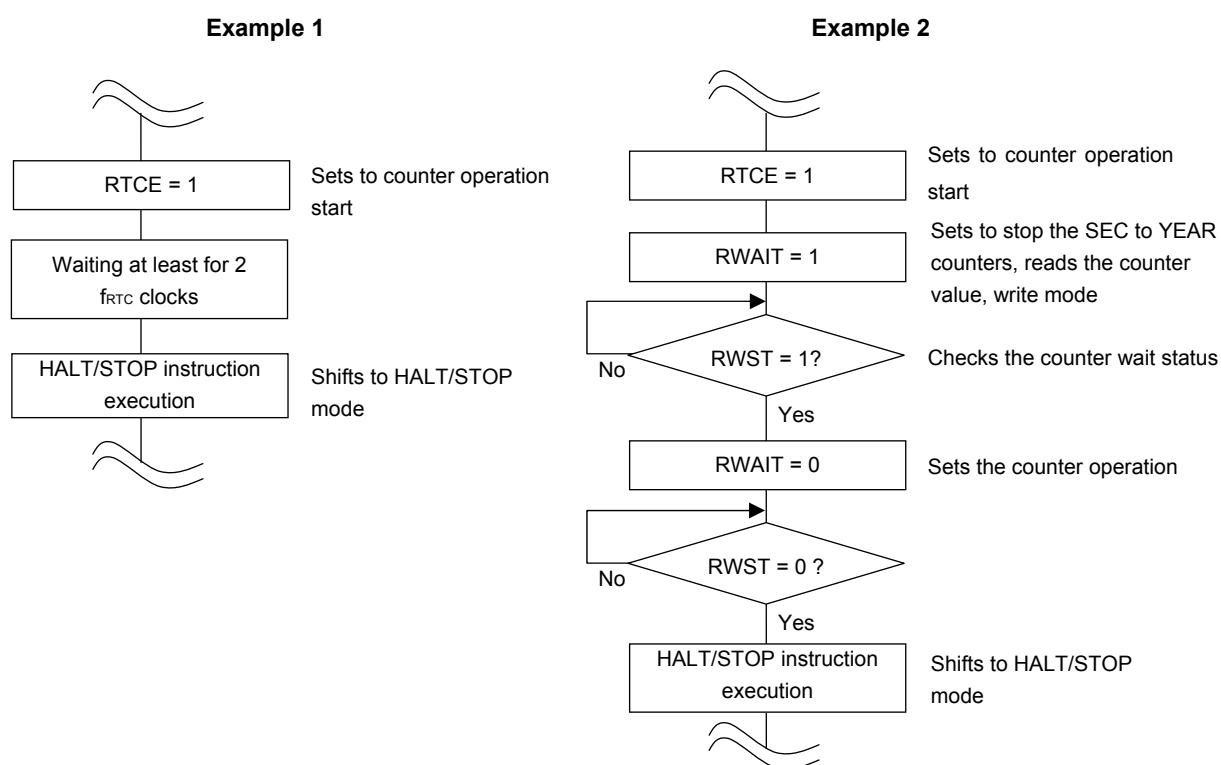 Example 1
RTCE = 1
Sets to counter operation
start
Waiting at least for 2
fRTC clocks
HALT/STOP instruction
execution
Shifts to HALT/STOP
mode
Example 2
RTCE = 1
Sets to counter operation
start
RWAIT = 1
Sets to stop the SEC to YEAR
counters, reads the counter
value, write mode
RWST = 1?
No
Checks the counter wait status
Yes
RWAIT = 0
Sets the counter operation
RWST = 0 ?
No
Yes
HALT/STOP instruction
execution
Shifts to HALT/STOP
mode